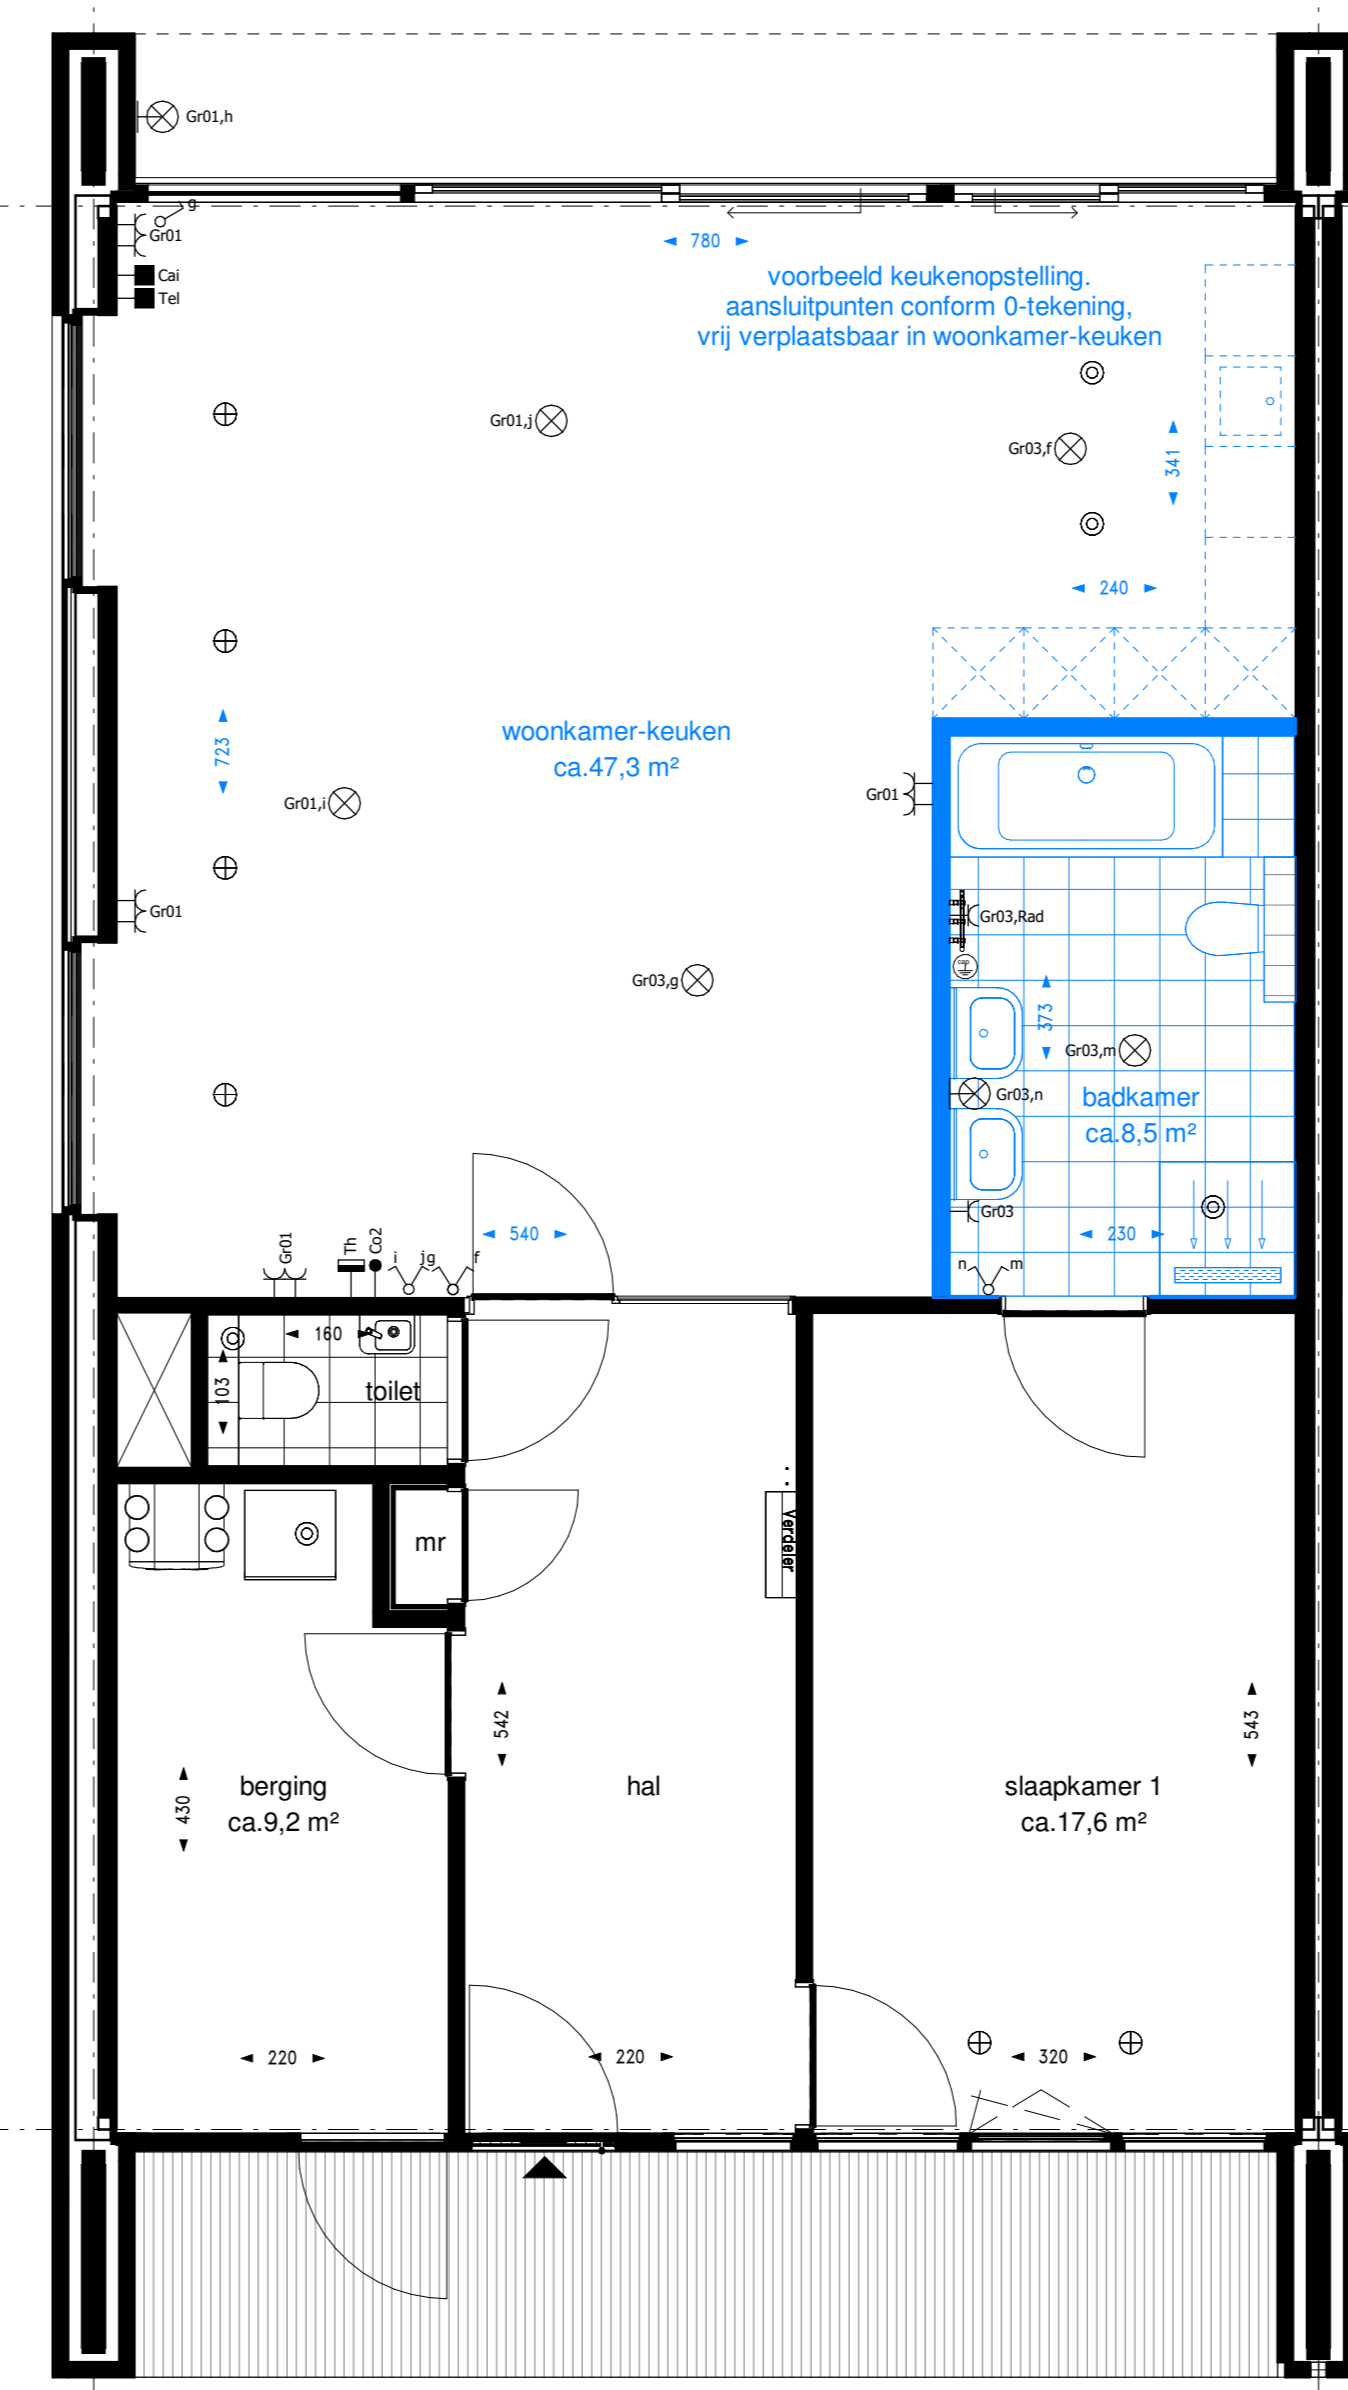 Gr01,h
g
Gr01
Cai
Tel
780
voorbeeld keukenopstelling.
aansluitpunten conform 0-tekening,
vrij verplaatsbaar in woonkamer-keuken
Gr01,j
Gr03,f
341
240
woonkamer-keuken
ca.47,3 m²
723
Gr01,i
Gr01
Gr01
Gr03,Rad
cap
Gr03,g
373
Gr03,m
Gr03,n
badkamer
ca.8,5 m²
Gr03
230
n
m
Gr01
Th
Co2
i
jg
f
540
160
103
toilet
mr
Verdeler
542
543
berging
ca.9,2 m²
430
hal
slaapkamer 1
ca.17,6 m²
220
220
320